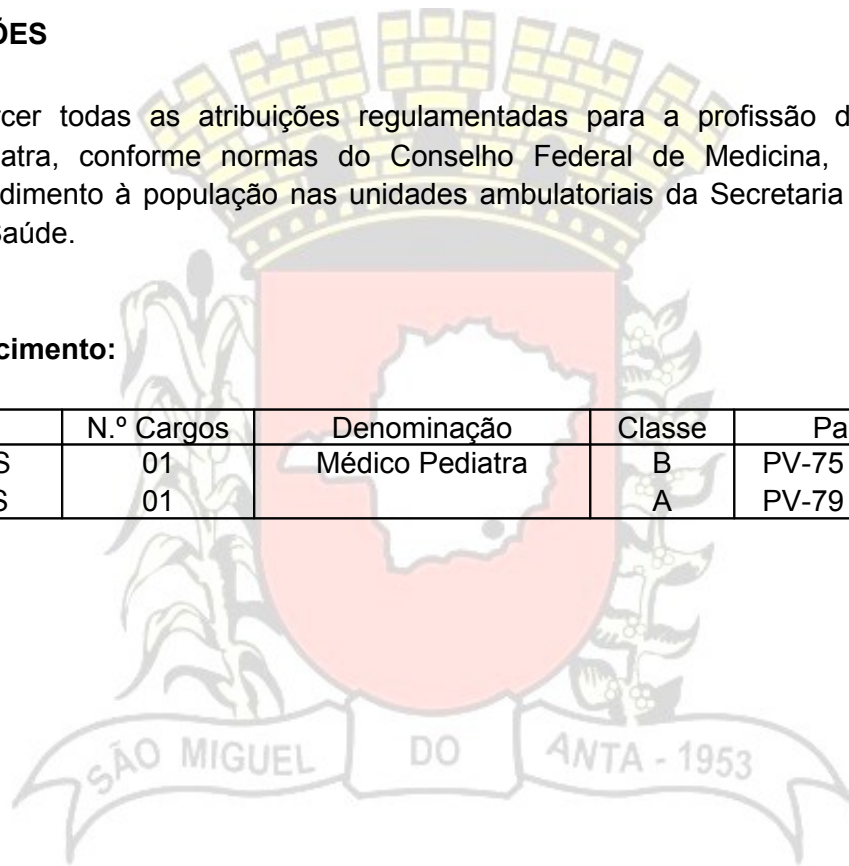 ÕES
rcer todas as atribuições regulamentadas para a profissão d
atra, conforme normas do Conselho Federal de Medicina,
dimento à população nas unidades ambulatoriais da Secretaria
Saúde.
cimento:
N.º Cargos Denominação Classe Pa
S 01 Médico Pediatra B PV-75
S 01 A PV-79
SÃO MIGUEL DO ANTA - 1953